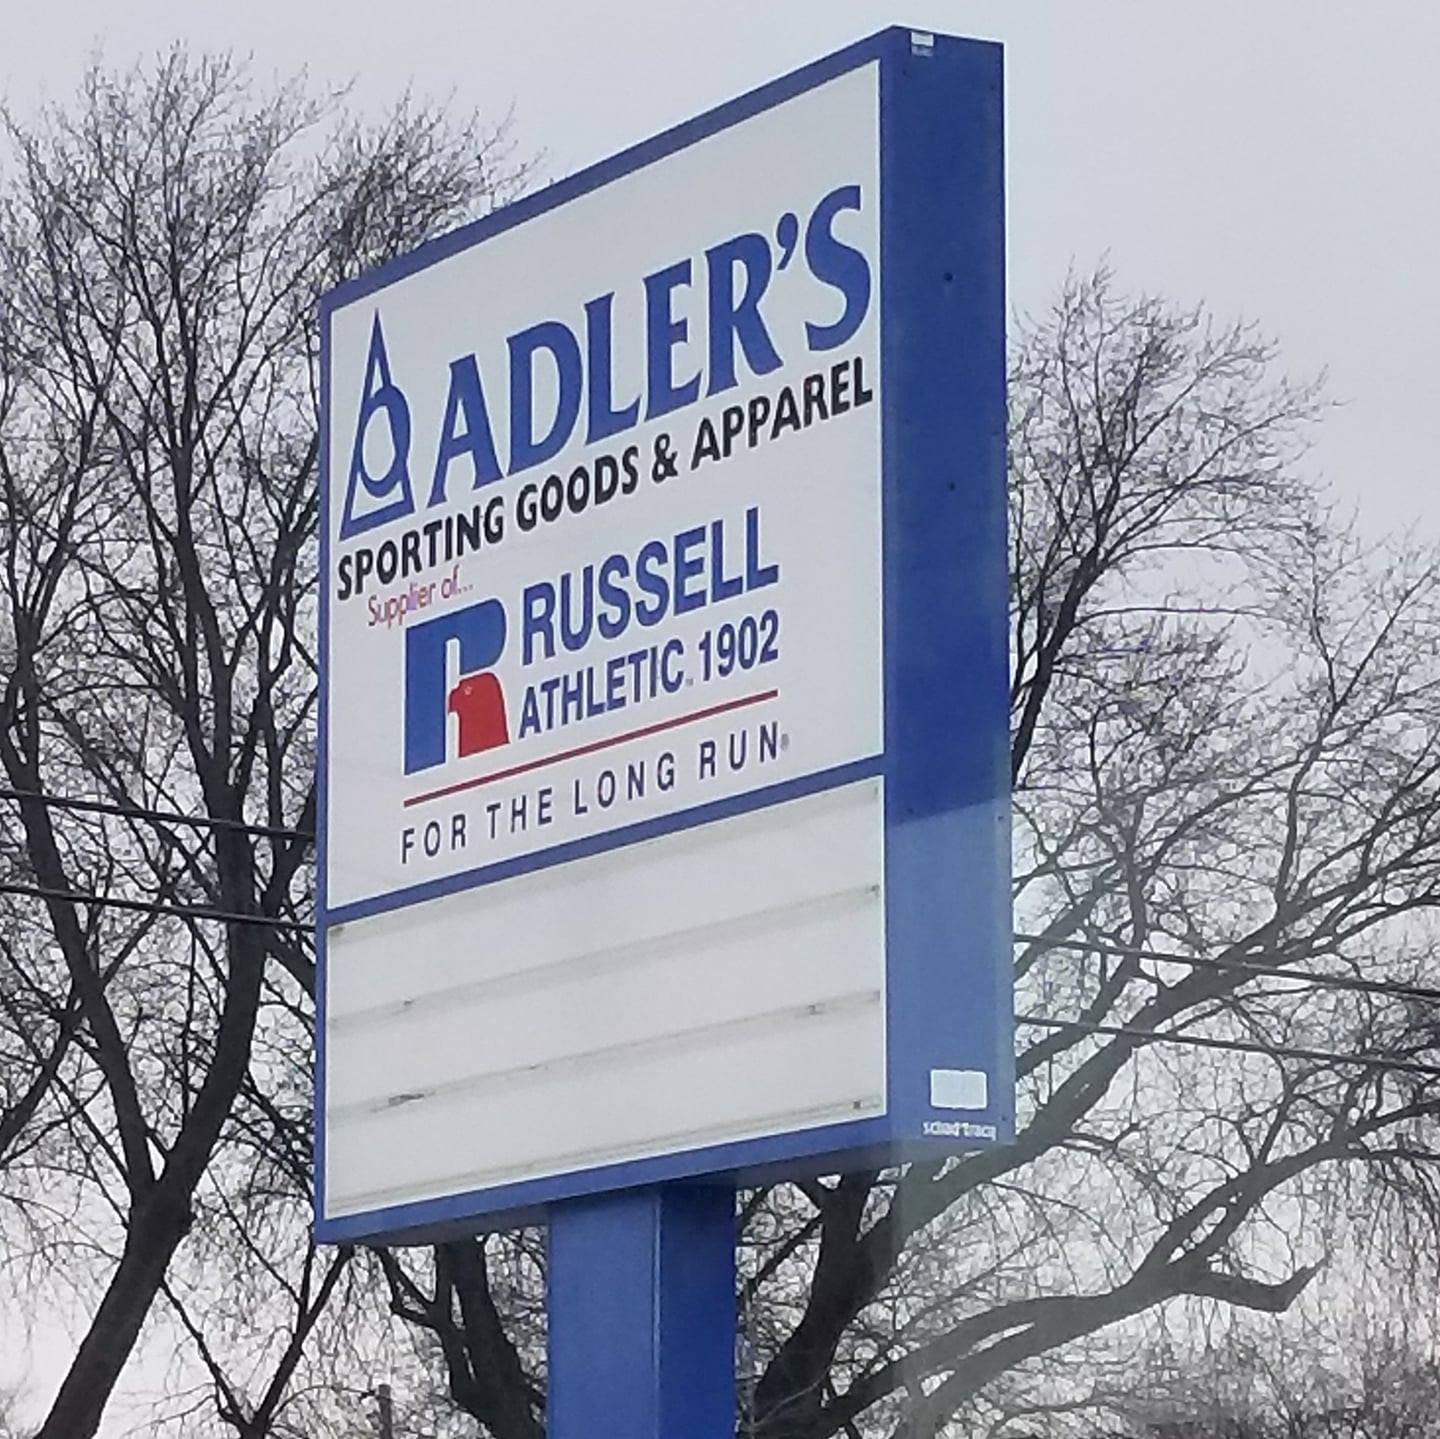 ADLER'S
SPORTING GOODS & APPAREL
Supplier of...
RUSSELL
ATHLETIC 1902
FOR THE LONG RUN®